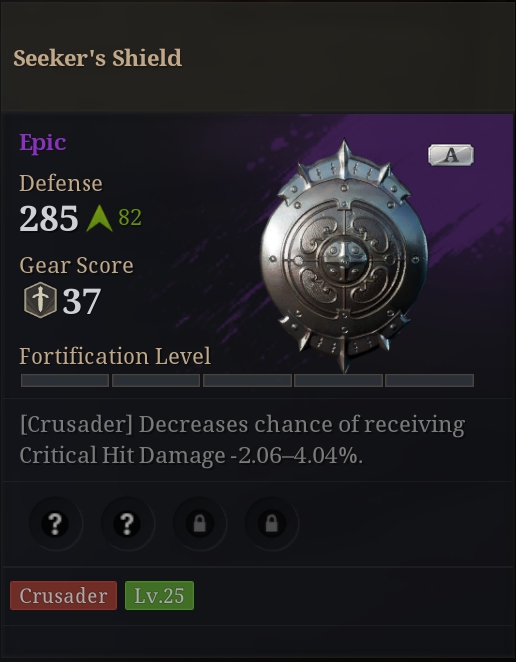 Seeker's Shield
Epic
A
Defense
285 82
Gear Score
37
Fortification Level
[Crusader] Decreases chance of receiving
Critical Hit Damage -2.06–4.04%.
? ?
Crusader Lv.25